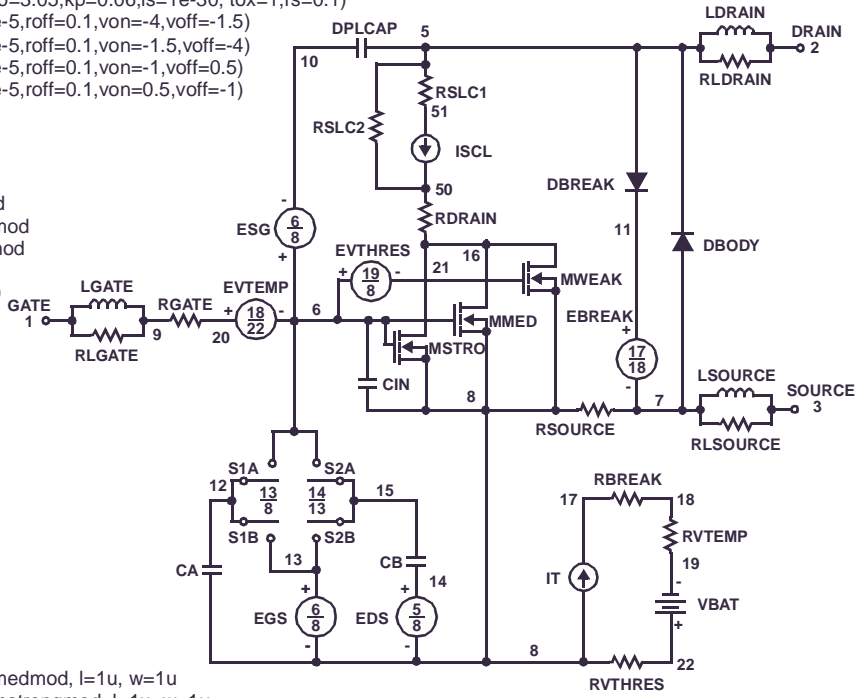 o=3.05,kp=0.06,is=1e-30, tox=1,rs=0.1)
e-5,roff=0.1,von=-4,voff=-1.5)
e-5,roff=0.1,von=-1.5,voff=-4)
e-5,roff=0.1,von=-1,voff=0.5)
e-5,roff=0.1,von=0.5,voff=-1)
LDRAIN
DPLCAP 5 DRAIN
2
10
RLDRAIN
RSLC1
51
RSLC2
ISCL
50
d
mod
nod
DBREAK
RDRAIN
ESG 6
8
11
DBODY
EVTHRES
16
+ 19 - 21
8
MWEAK
LGATE EVTEMP
GATE RGATE + 18 - 6
1 22
9 20
RLGATE
MMED
EBREAK +
17
18
-
MSTRO
CIN
LSOURCE
8 7 SOURCE
3
RSOURCE
RLSOURCE
S1A S2A
12 13 14 15
8 13
S1B S2B
13
CA CB
+ + 14
EGS 6 EDS 5
8 8
- -
RBREAK
17 18
RVTEMP
19
IT -
VBAT
+
8 22
RVTHRES
medmod, l=1u, w=1u